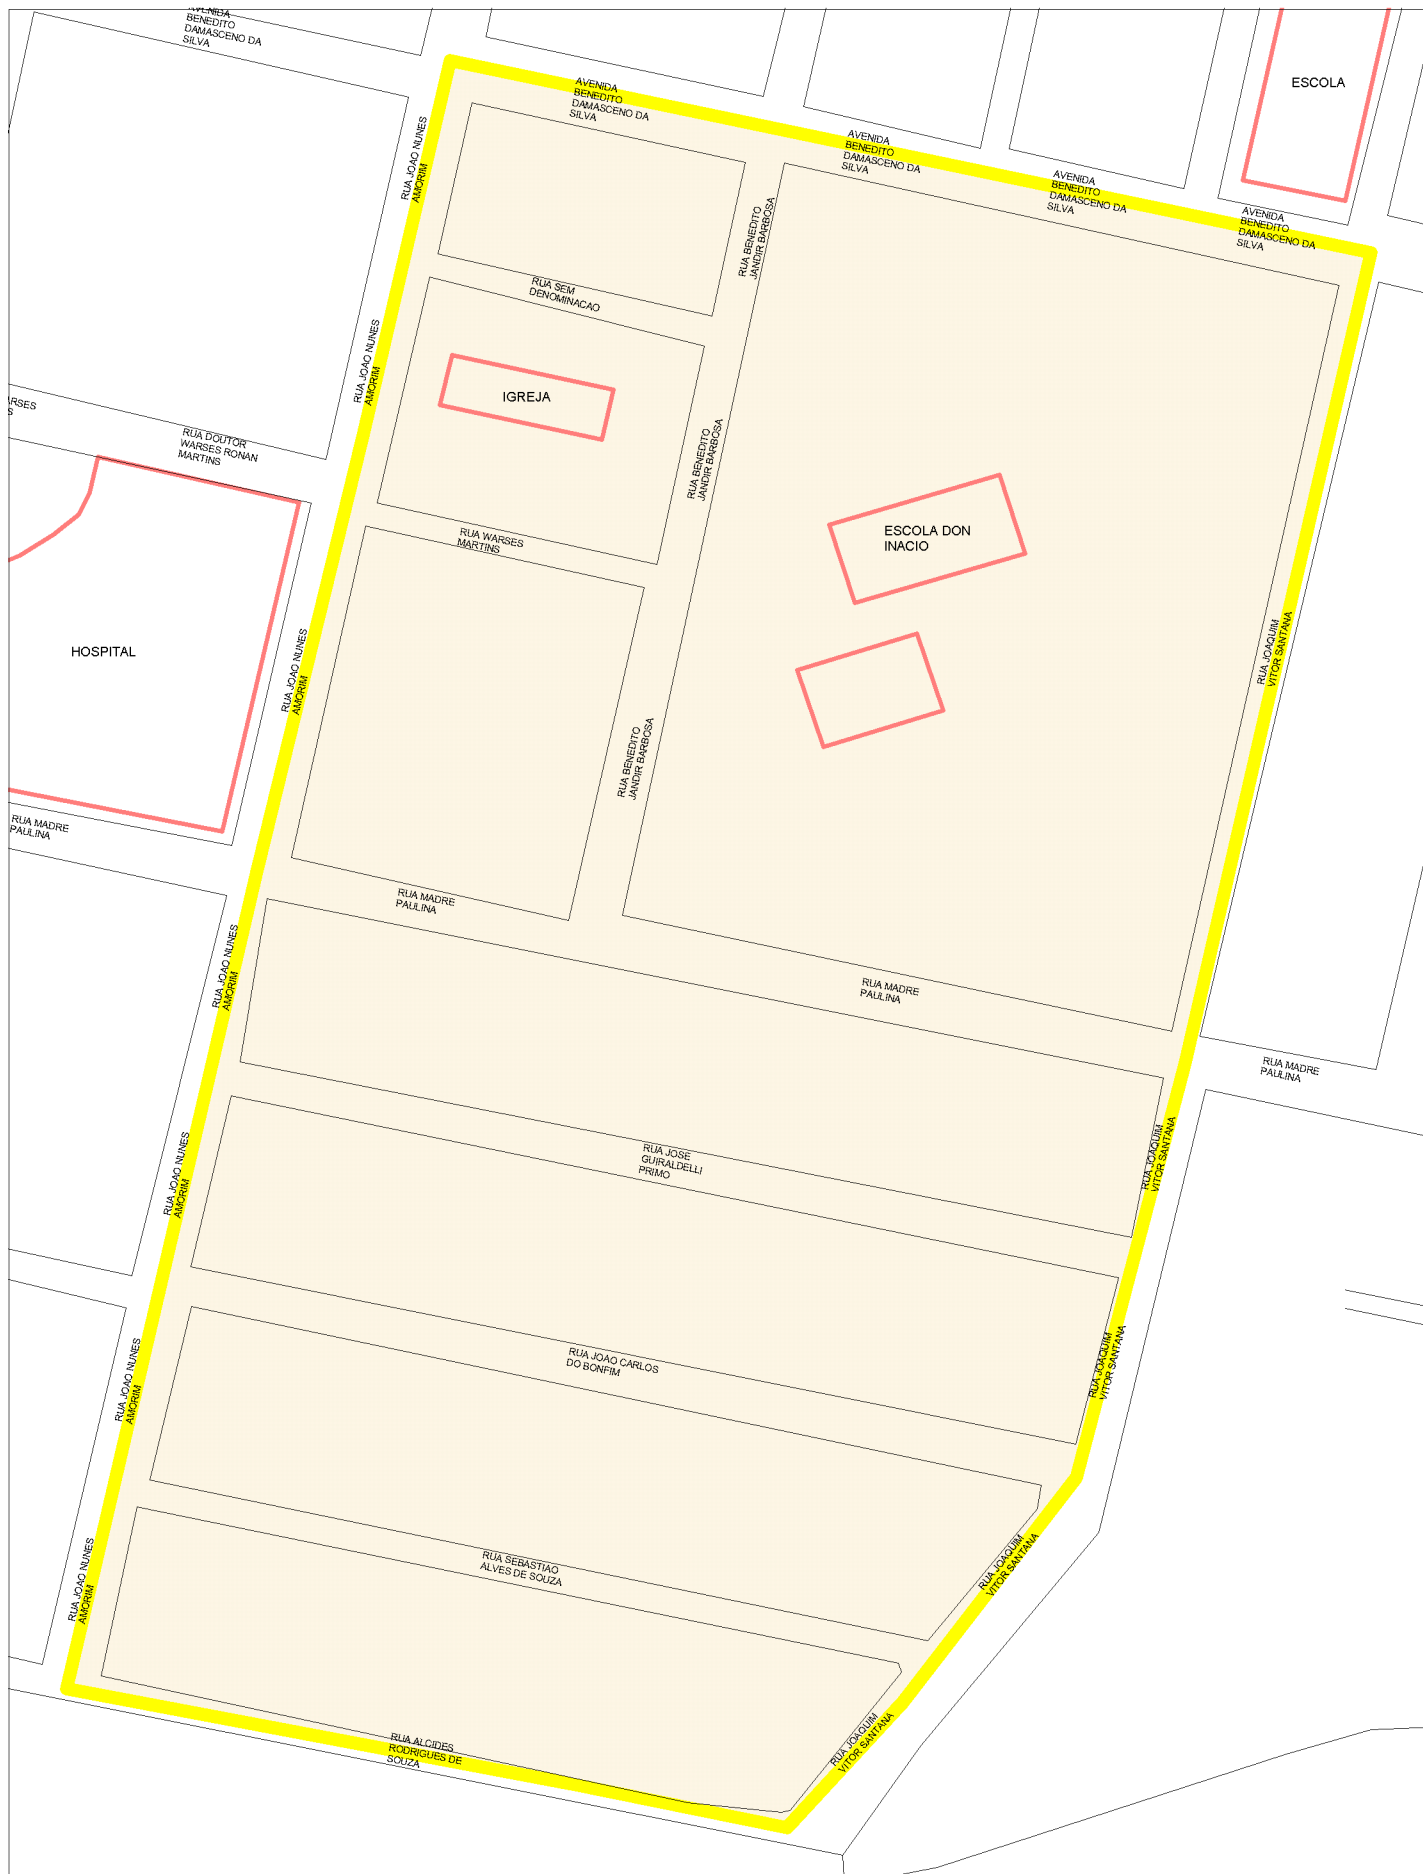 AVENIDA
BENEDITO
DAMASCENO DA
SILVA
AVENIDA
BENEDITO
DAMASCENO DA
SILVA
ESCOLA
AVENIDA
BENEDITO
DAMASCENO DA
SILVA
AVENIDA
BENEDITO
DAMASCENO DA
SILVA
AVENIDA
BENEDITO
DAMASCENO DA
SILVA
RUA JOAO NUNES
AMORIM
RUA BENEDITO
JANDIR BARBOSA
RUA SEM
DENOMINACAO
RUA JOAO NUNES
AMORIM
IGREJA
RUA DOUTOR
WARSES RONAN
MARTINS
RUA BENEDITO
JANDIR BARBOSA
RUA WARSES
MARTINS
ESCOLA DON
INACIO
HOSPITAL
RUA JOAO NUNES
AMORIM
RUA JOAQUIM
VITOR SANTANA
RUA BENEDITO
JANDIR BARBOSA
RUA MADRE
PAULINA
RUA MADRE
PAULINA
RUA JOAO NUNES
AMORIM
RUA MADRE
PAULINA
RUA MADRE
PAULINA
RUA JOAO NUNES
AMORIM
RUA JOSE
GUIRALDELLI
PRIMO
RUA JOAQUIM
VITOR SANTANA
RUA JOAO NUNES
AMORIM
RUA JOAO CARLOS
DO BONFIM
RUA JOAQUIM
VITOR SANTANA
RUA JOAO NUNES
AMORIM
RUA SEBASTIAO
ALVES DE SOUZA
RUA JOAQUIM
VITOR SANTANA
RUA ALCIDES
RODRIGUES DE
SOUZA
RUA JOAQUIM
VITOR SANTANA